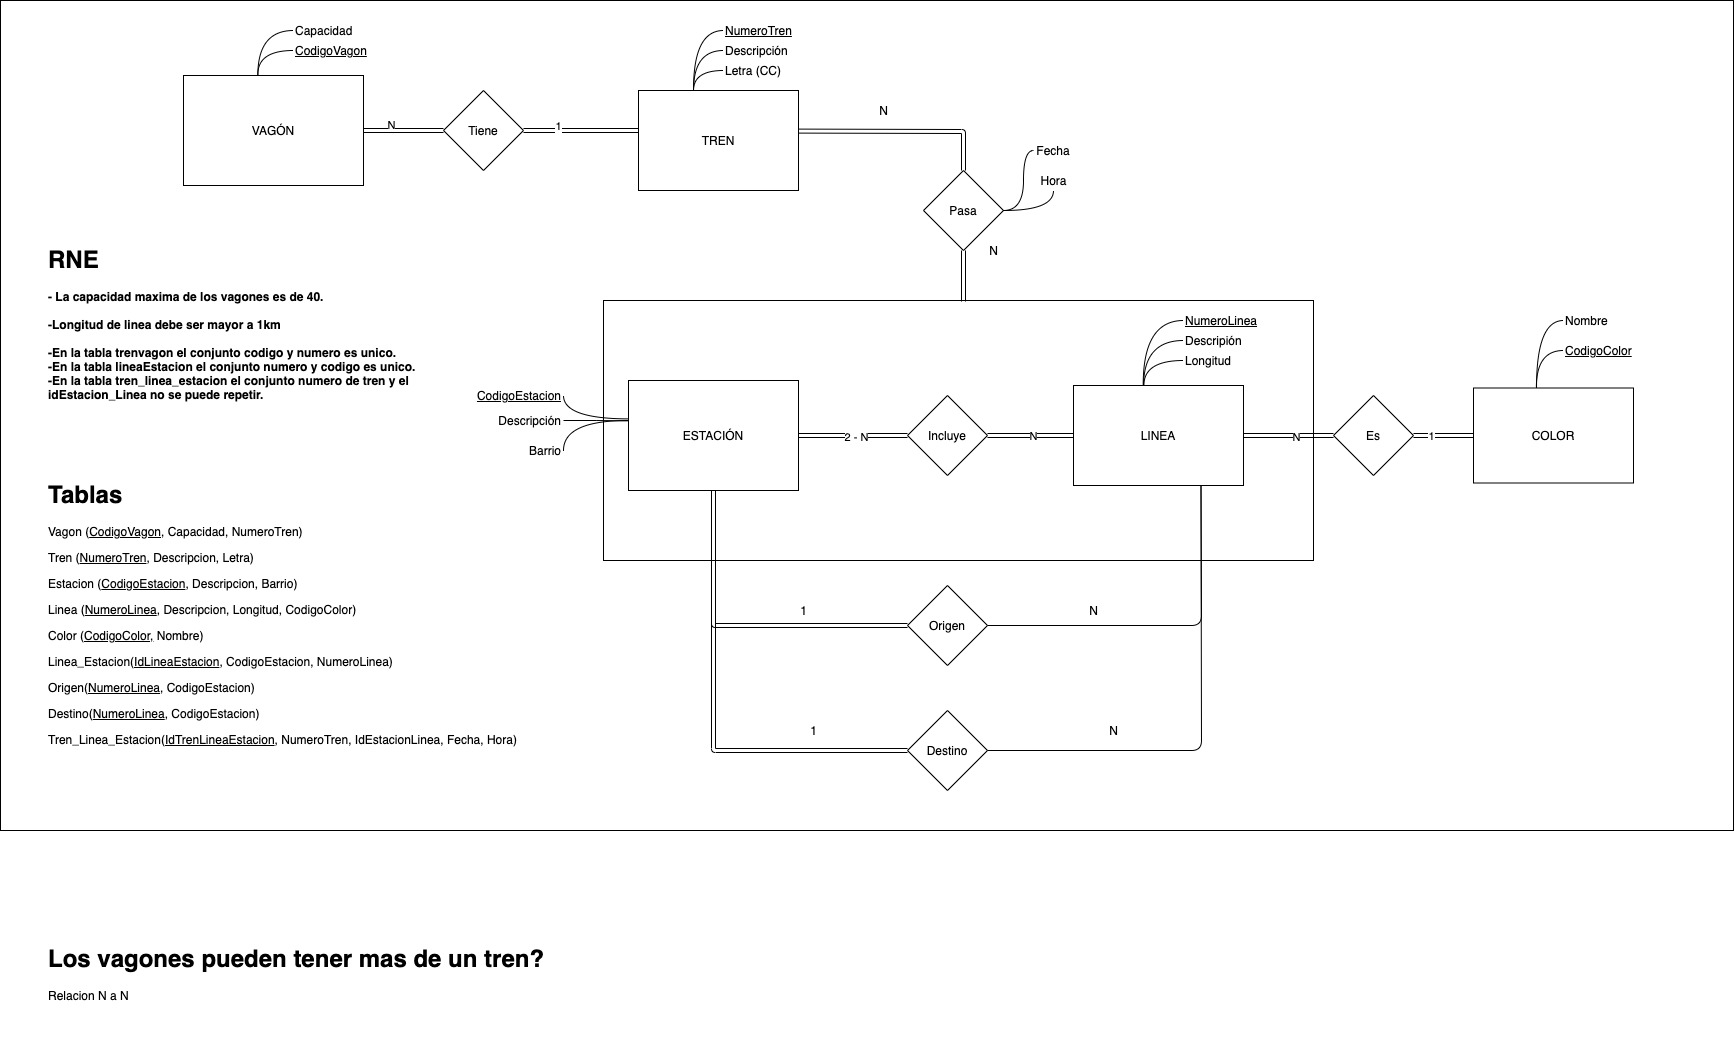 Capacidad
CodigoVagon
NumeroTren
Descripción
Letra (CC)
VAGÓN
N
Tiene
1
TREN
N
Fecha
Hora
Pasa
N
RNE
- La capacidad maxima de los vagones es de 40.
-Longitud de linea debe ser mayor a 1km
-En la tabla trenvagon el conjunto codigo y numero es unico.
-En la tabla lineaEstacion el conjunto numero y codigo es unico.
-En la tabla tren_linea_estacion el conjunto numero de tren y el
idEstacion_Linea no se puede repetir.
NumeroLinea
Descripión
Longitud
Nombre
CodigoColor
CodigoEstacion
Descripción
Barrio
ESTACIÓN
2 - N
Incluye
N
LINEA
N
Es
1
COLOR
Tablas
Vagon (CodigoVagon, Capacidad, NumeroTren)
Tren (NumeroTren, Descripcion, Letra)
Estacion (CodigoEstacion, Descripcion, Barrio)
Linea (NumeroLinea, Descripcion, Longitud, CodigoColor)
Color (CodigoColor, Nombre)
Linea_Estacion(IdLineaEstacion, CodigoEstacion, NumeroLinea)
Origen(NumeroLinea, CodigoEstacion)
Destino(NumeroLinea, CodigoEstacion)
Tren_Linea_Estacion(IdTrenLineaEstacion, NumeroTren, IdEstacionLinea, Fecha, Hora)
1
Origen
N
1
Destino
N
Los vagones pueden tener mas de un tren?
Relacion N a N